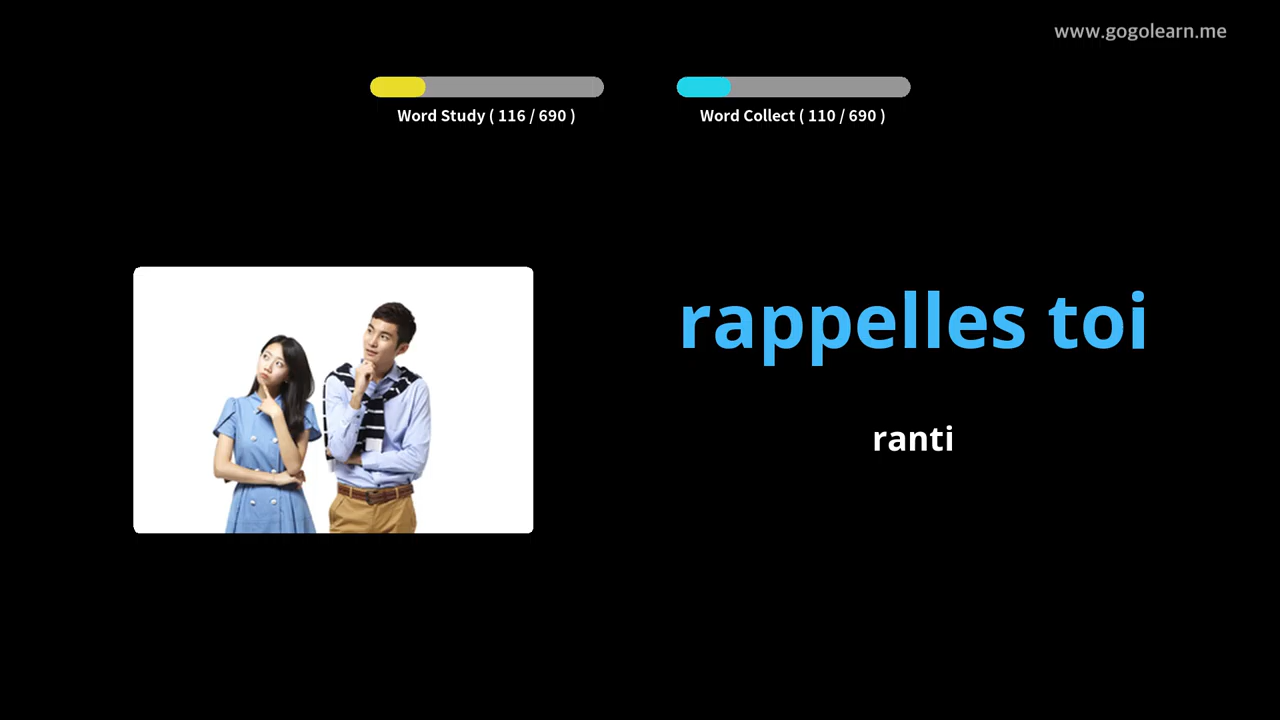 www.gogolearn.me
Word Study ( 116 / 690 )
Word Collect ( 110 / 690 )
rappelles toi
ranti